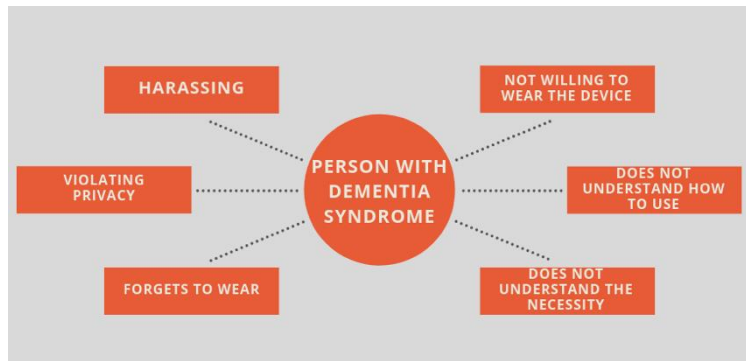 HARASSING
NOT WILLING TO
WEAR THE DEVICE
VIOLATING
PRIVACY
PERSON WITH
DEMENTIA
SYNDROME
DOES NOT
UNDERSTAND HOW
TO USE
FORGETS TO WEAR
DOES NOT
UNDERSTAND THE
NECESSITY